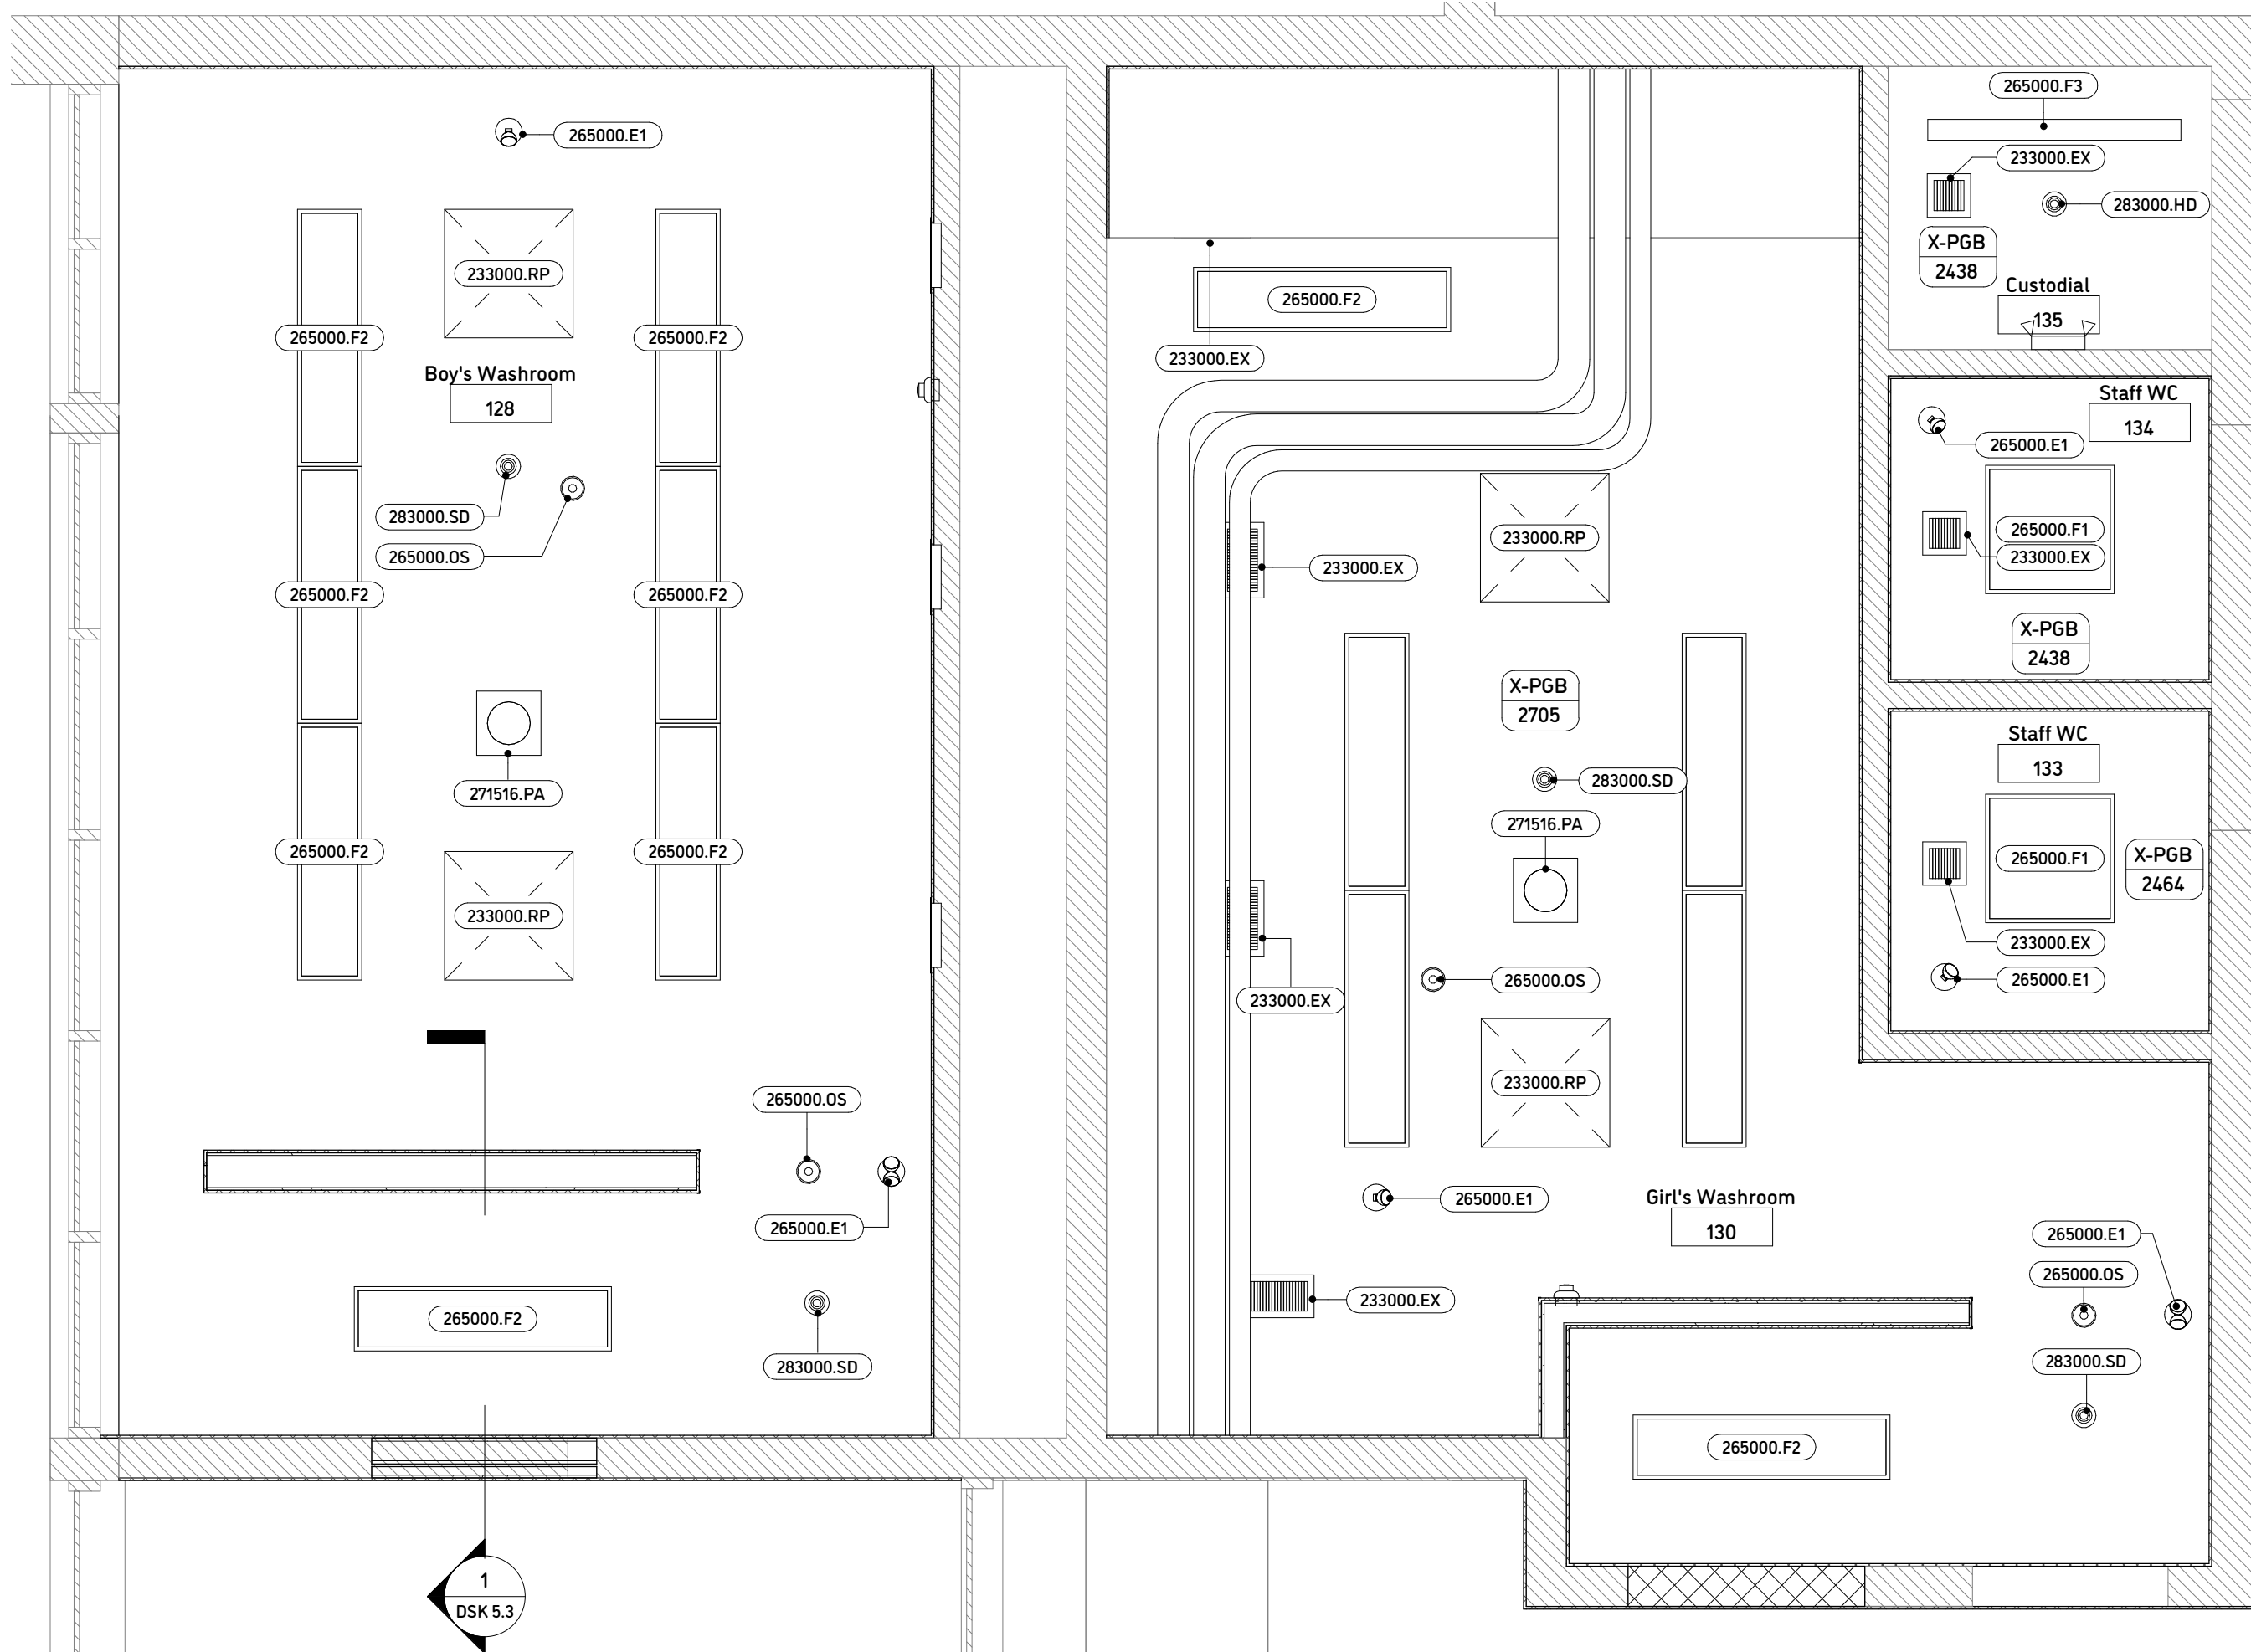 265000.E1
233000.RP
265000.F2
265000.F2
Boy's Washroom
128
283000.SD
265000.OS
265000.F2
265000.F2
271516.PA
265000.F2
265000.F2
233000.RP
265000.OS
265000.E1
265000.F2
283000.SD
1
DSK 5.3
265000.F2
233000.EX
233000.RP
233000.EX
X-PGB
2705
283000.SD
271516.PA
265000.OS
233000.EX
233000.RP
265000.E1
Girl's Washroom
130
233000.EX
265000.E1
265000.OS
283000.SD
265000.F2
265000.F3
233000.EX
283000.HD
X-PGB
2438
Custodial
135
Staff WC
134
265000.E1
265000.F1
233000.EX
X-PGB
2438
Staff WC
133
265000.F1
X-PGB
2464
233000.EX
265000.E1